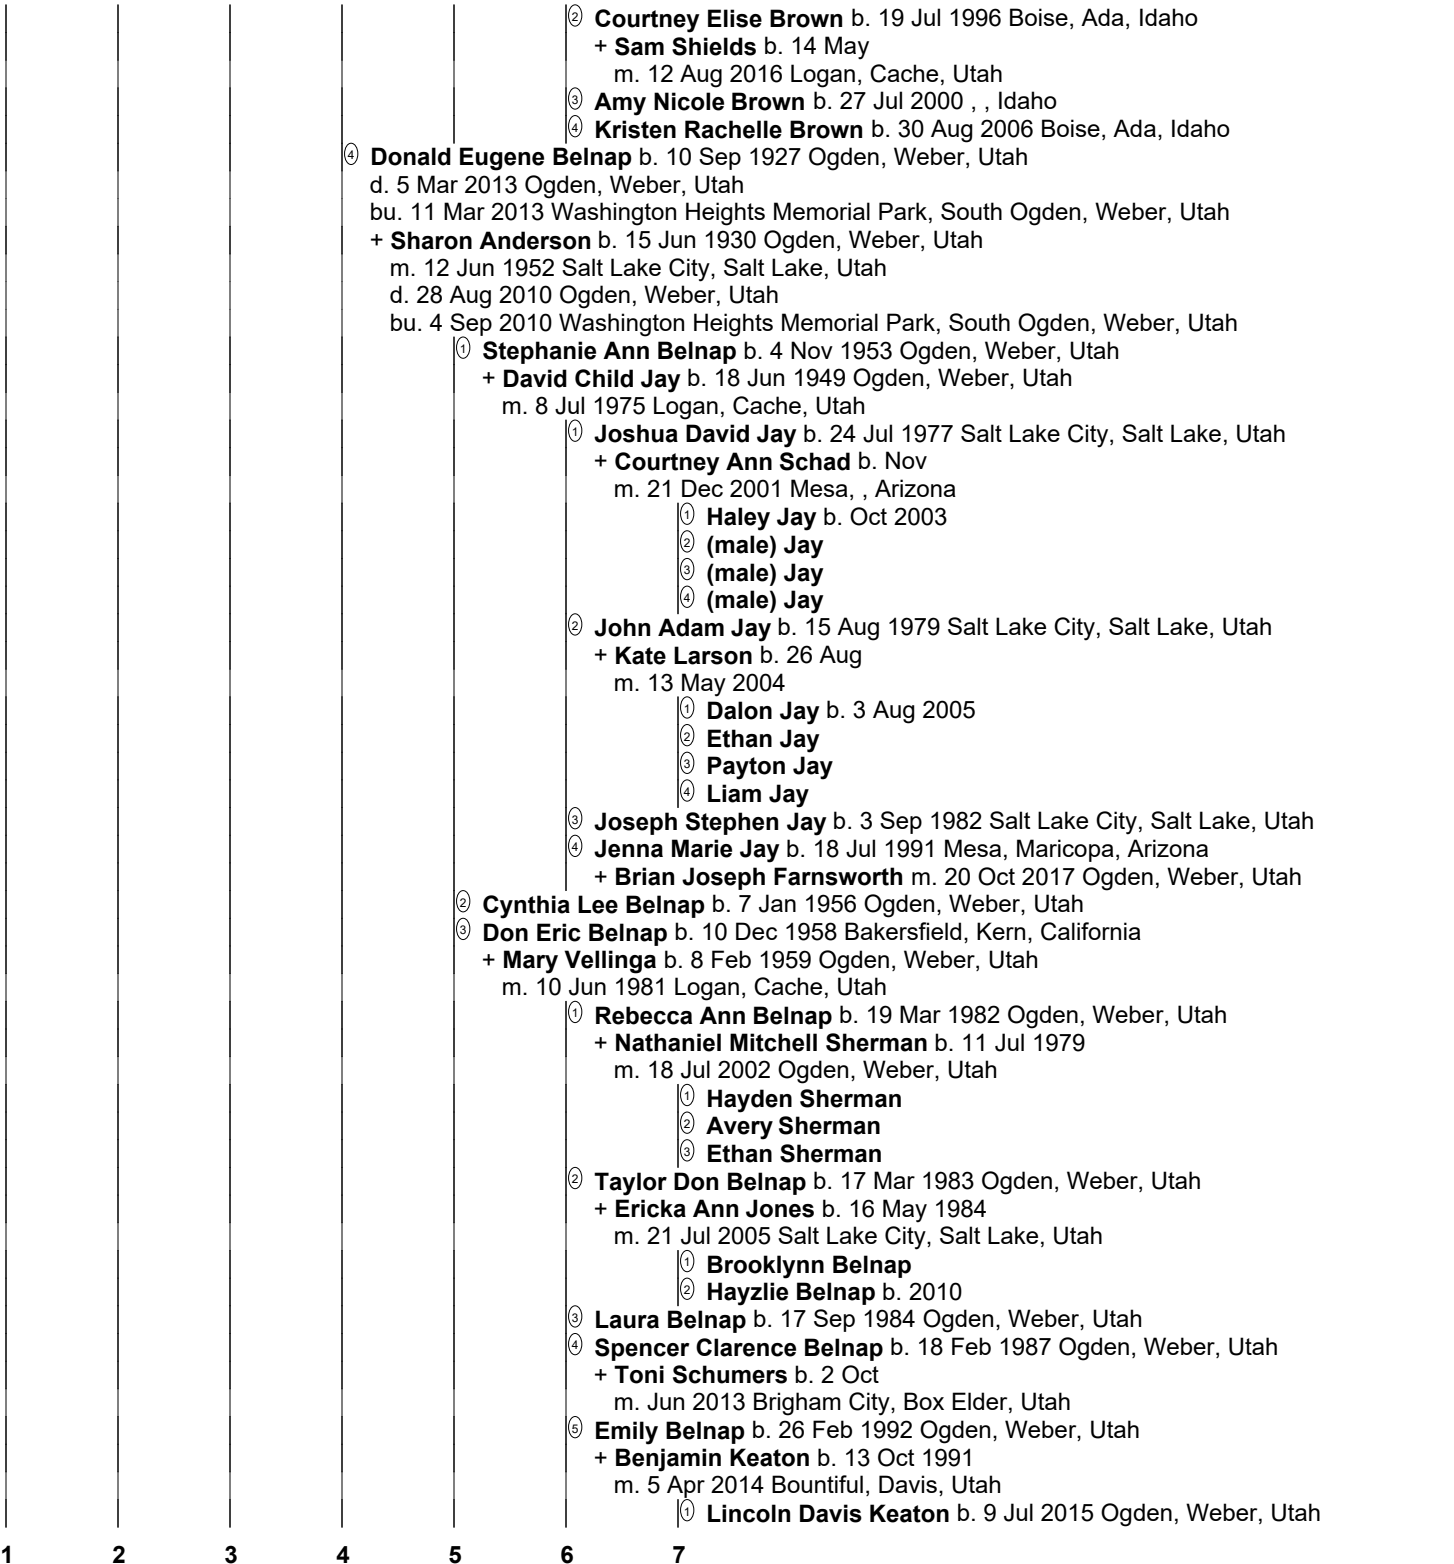 ② Courtney Elise Brown b. 19 Jul 1996 Boise, Ada, Idaho
+ Sam Shields b. 14 May
m. 12 Aug 2016 Logan, Cache, Utah
③ Amy Nicole Brown b. 27 Jul 2000 , , Idaho
④ Kristen Rachelle Brown b. 30 Aug 2006 Boise, Ada, Idaho
④ Donald Eugene Belnap b. 10 Sep 1927 Ogden, Weber, Utah
d. 5 Mar 2013 Ogden, Weber, Utah
bu. 11 Mar 2013 Washington Heights Memorial Park, South Ogden, Weber, Utah
+ Sharon Anderson b. 15 Jun 1930 Ogden, Weber, Utah
m. 12 Jun 1952 Salt Lake City, Salt Lake, Utah
d. 28 Aug 2010 Ogden, Weber, Utah
bu. 4 Sep 2010 Washington Heights Memorial Park, South Ogden, Weber, Utah
① Stephanie Ann Belnap b. 4 Nov 1953 Ogden, Weber, Utah
+ David Child Jay b. 18 Jun 1949 Ogden, Weber, Utah
m. 8 Jul 1975 Logan, Cache, Utah
① Joshua David Jay b. 24 Jul 1977 Salt Lake City, Salt Lake, Utah
+ Courtney Ann Schad b. Nov
m. 21 Dec 2001 Mesa, , Arizona
① Haley Jay b. Oct 2003
② (male) Jay
③ (male) Jay
④ (male) Jay
② John Adam Jay b. 15 Aug 1979 Salt Lake City, Salt Lake, Utah
+ Kate Larson b. 26 Aug
m. 13 May 2004
① Dalon Jay b. 3 Aug 2005
② Ethan Jay
③ Payton Jay
④ Liam Jay
③ Joseph Stephen Jay b. 3 Sep 1982 Salt Lake City, Salt Lake, Utah
④ Jenna Marie Jay b. 18 Jul 1991 Mesa, Maricopa, Arizona
+ Brian Joseph Farnsworth m. 20 Oct 2017 Ogden, Weber, Utah
② Cynthia Lee Belnap b. 7 Jan 1956 Ogden, Weber, Utah
③ Don Eric Belnap b. 10 Dec 1958 Bakersfield, Kern, California
+ Mary Vellinga b. 8 Feb 1959 Ogden, Weber, Utah
m. 10 Jun 1981 Logan, Cache, Utah
① Rebecca Ann Belnap b. 19 Mar 1982 Ogden, Weber, Utah
+ Nathaniel Mitchell Sherman b. 11 Jul 1979
m. 18 Jul 2002 Ogden, Weber, Utah
① Hayden Sherman
② Avery Sherman
③ Ethan Sherman
② Taylor Don Belnap b. 17 Mar 1983 Ogden, Weber, Utah
+ Ericka Ann Jones b. 16 May 1984
m. 21 Jul 2005 Salt Lake City, Salt Lake, Utah
① Brooklynn Belnap
② Hayzlie Belnap b. 2010
③ Laura Belnap b. 17 Sep 1984 Ogden, Weber, Utah
④ Spencer Clarence Belnap b. 18 Feb 1987 Ogden, Weber, Utah
+ Toni Schumers b. 2 Oct
m. Jun 2013 Brigham City, Box Elder, Utah
⑤ Emily Belnap b. 26 Feb 1992 Ogden, Weber, Utah
+ Benjamin Keaton b. 13 Oct 1991
m. 5 Apr 2014 Bountiful, Davis, Utah
① Lincoln Davis Keaton b. 9 Jul 2015 Ogden, Weber, Utah
1 2 3 4 5 6 7